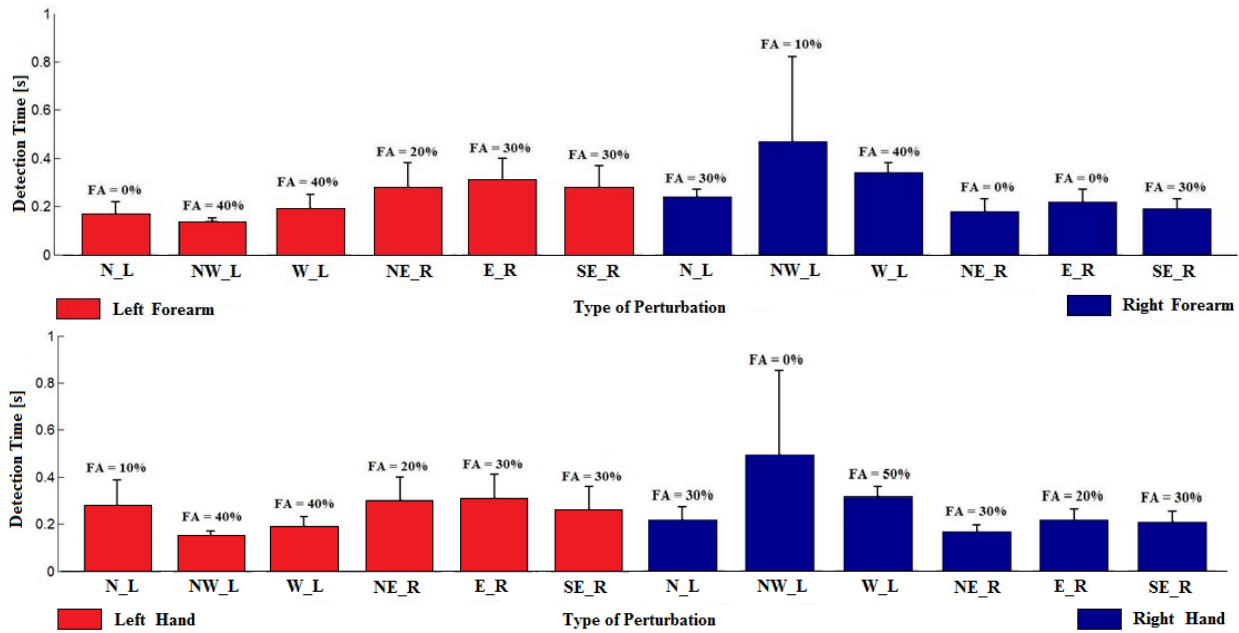 1
FA = 10%
0.8
0.6
FA = 20%
FA = 30%
FA = 30%
FA = 40%
0.4
FA = 0%
FA = 40%
FA = 40%
FA = 30%
FA = 0%
FA = 0%
FA = 30%
0.2
0
Detection Time [s]
N_L NW_L W_L NE_R E_R SE_R N_L NW_L W_L NE_R E_R SE_R
Left Forearm Type of Perturbation Right Forearm
1
FA = 0%
0.8
0.6
FA = 10%
FA = 20%
FA = 30%
FA = 30%
FA = 50%
0.4
FA = 40%
FA = 40%
FA = 30%
FA = 30%
FA = 20%
FA = 30%
0.2
0
Detection Time [s]
N_L NW_L W_L NE_R E_R SE_R N_L NW_L W_L NE_R E_R SE_R
Left Hand Type of Perturbation Right Hand